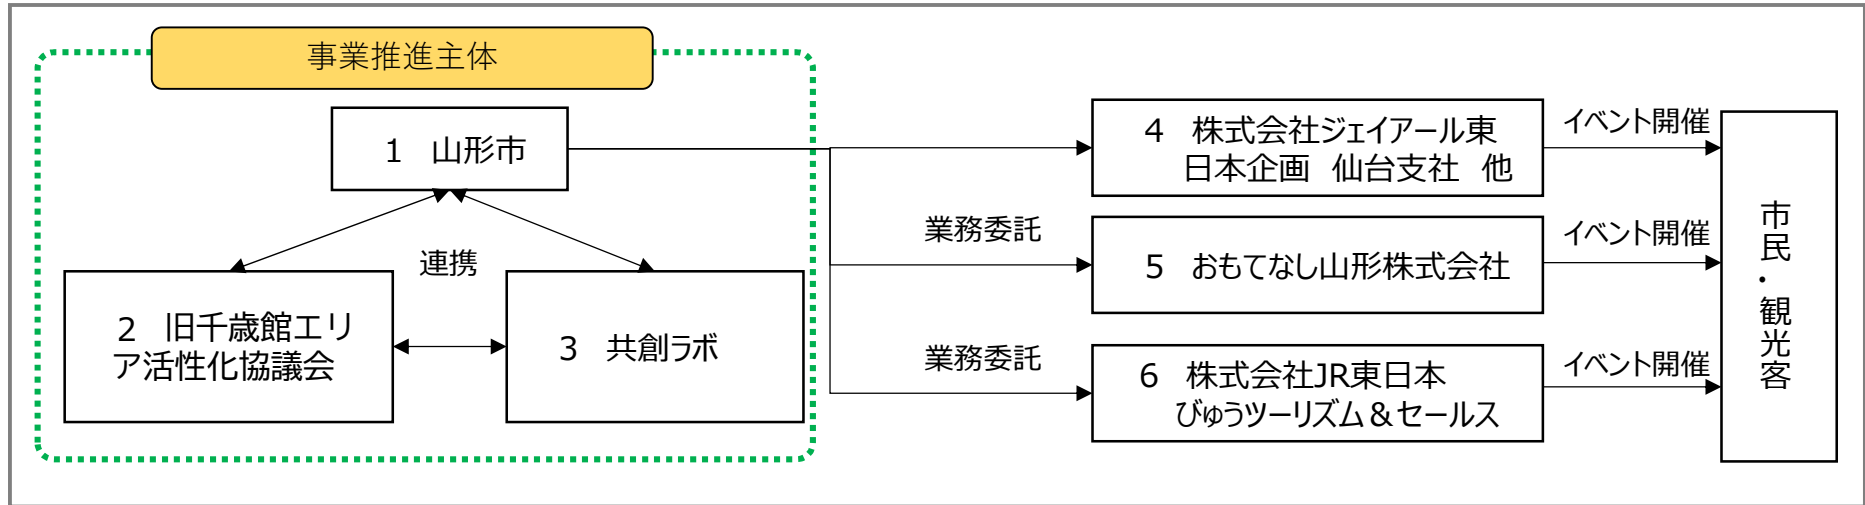 事業推進主体
1　山形市
連携
2　旧千歳館エリ
ア活性化協議会
3　共創ラボ
業務委託
業務委託
4　株式会社ジェイアール東
日本企画　仙台支社　他
5　おもてなし山形株式会社
6　株式会社JR東日本
びゅうツーリズム＆セールス
イベント開催
イベント開催
イベント開催
市民・観光客